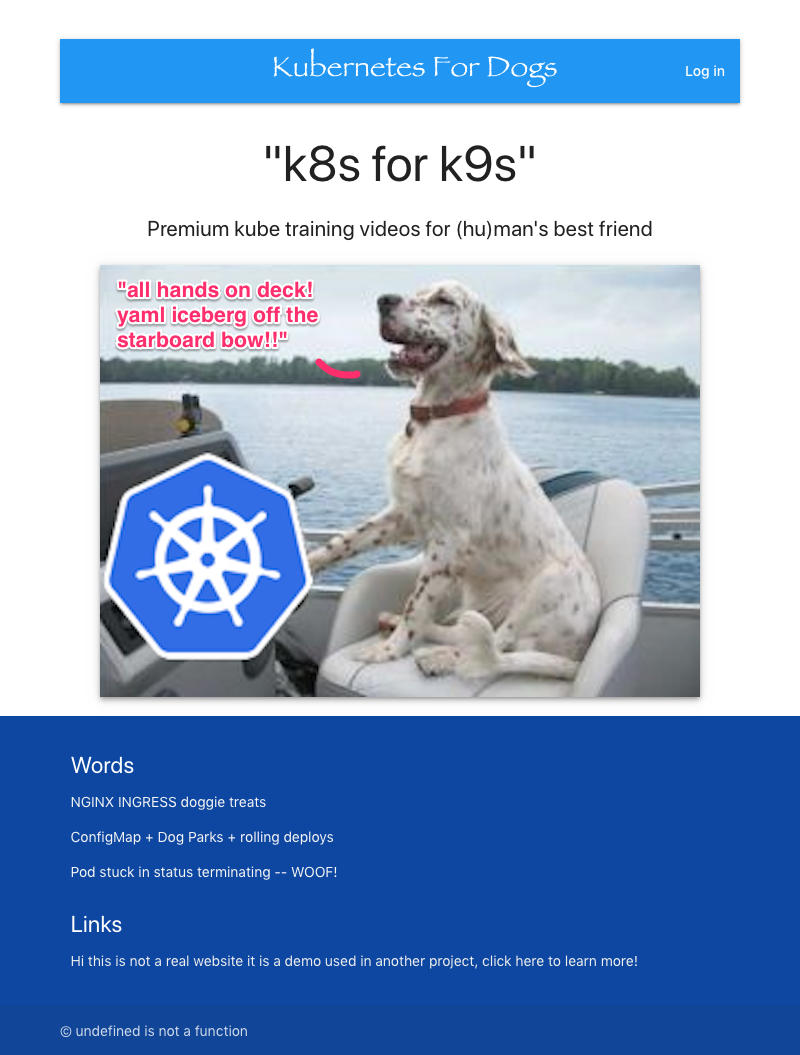 Kubernetes For Dogs
Log in
"k8s for k9s"
Premium kube training videos for (hu)man's best friend
"all hands on deck!
yaml iceberg off the
starboard bow!!"
Words
NGINX INGRESS doggie treats
ConfigMap + Dog Parks + rolling deploys
Pod stuck in status terminating -- WOOF!
Links
Hi this is not a real website it is a demo used in another project, click here to learn more!
© undefined is not a function